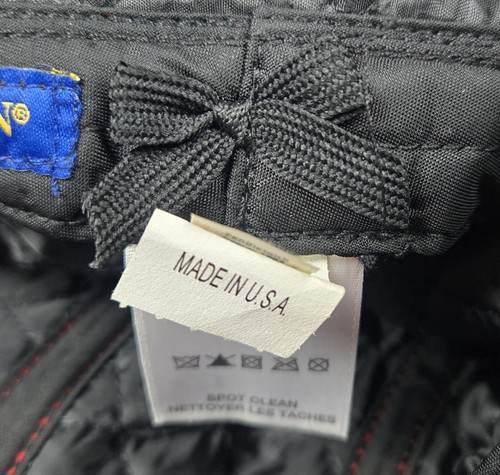 N®
MADE IN U.S.A.
SPOT CLEAN
NETTOYER LES TACHES